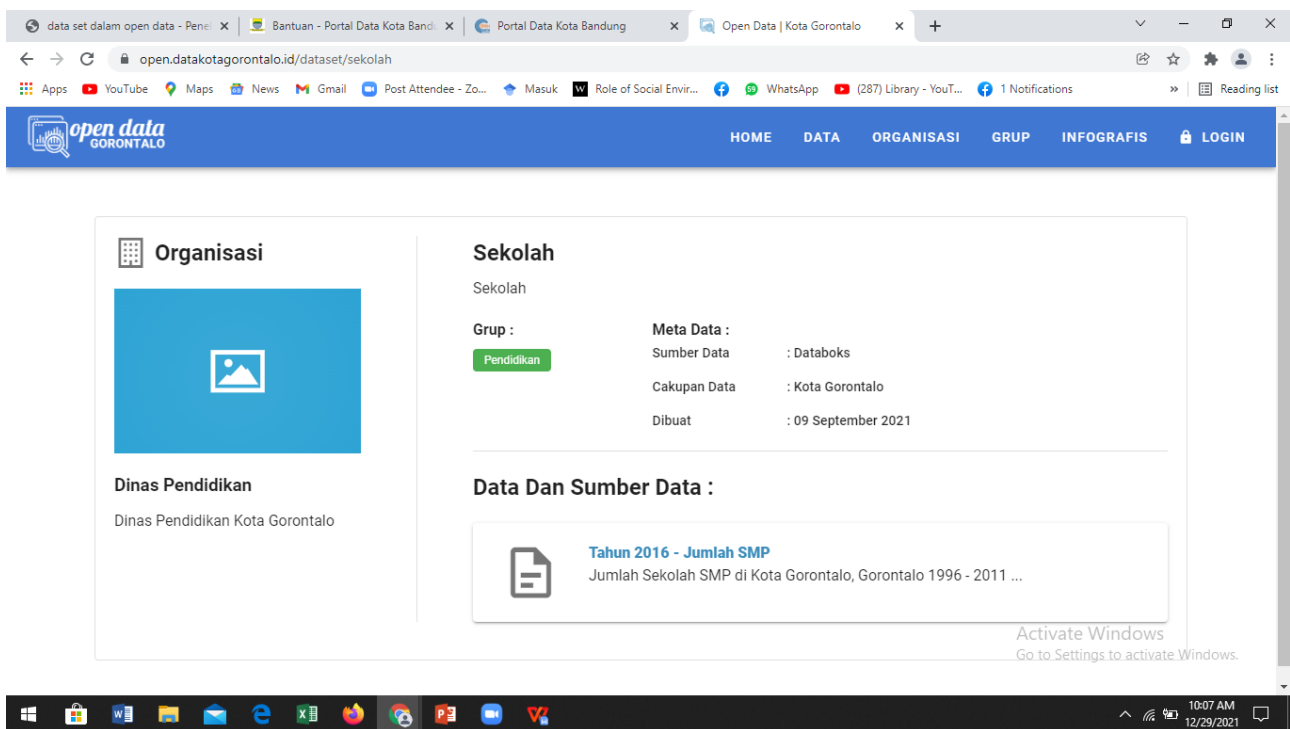 data set dalam open data - Penel
Bantuan - Portal Data Kota Band
Portal Data Kota Bandung
Open Data | Kota Gorontalo
open.datakotagorontalo.id/dataset/sekolah
Apps YouTube Maps News Gmail Post Attendee - Zo... Masuk Role of Social Envir... WhatsApp (287) Library - YouT... 1 Notifications » Reading list
open data
GORONTALO
HOME DATA ORGANISASI GRUP INFOGRAFIS LOGIN
Organisasi
Dinas Pendidikan
Dinas Pendidikan Kota Gorontalo
Sekolah
Sekolah
Grup :
Pendidikan
Meta Data :
Sumber Data : Databoks
Cakupan Data : Kota Gorontalo
Dibuat : 09 September 2021
Data Dan Sumber Data :
Tahun 2016 - Jumlah SMP
Jumlah Sekolah SMP di Kota Gorontalo, Gorontalo 1996 - 2011 ...
Activate Windows
Go to Settings to activate Windows.
10:07 AM
12/29/2021